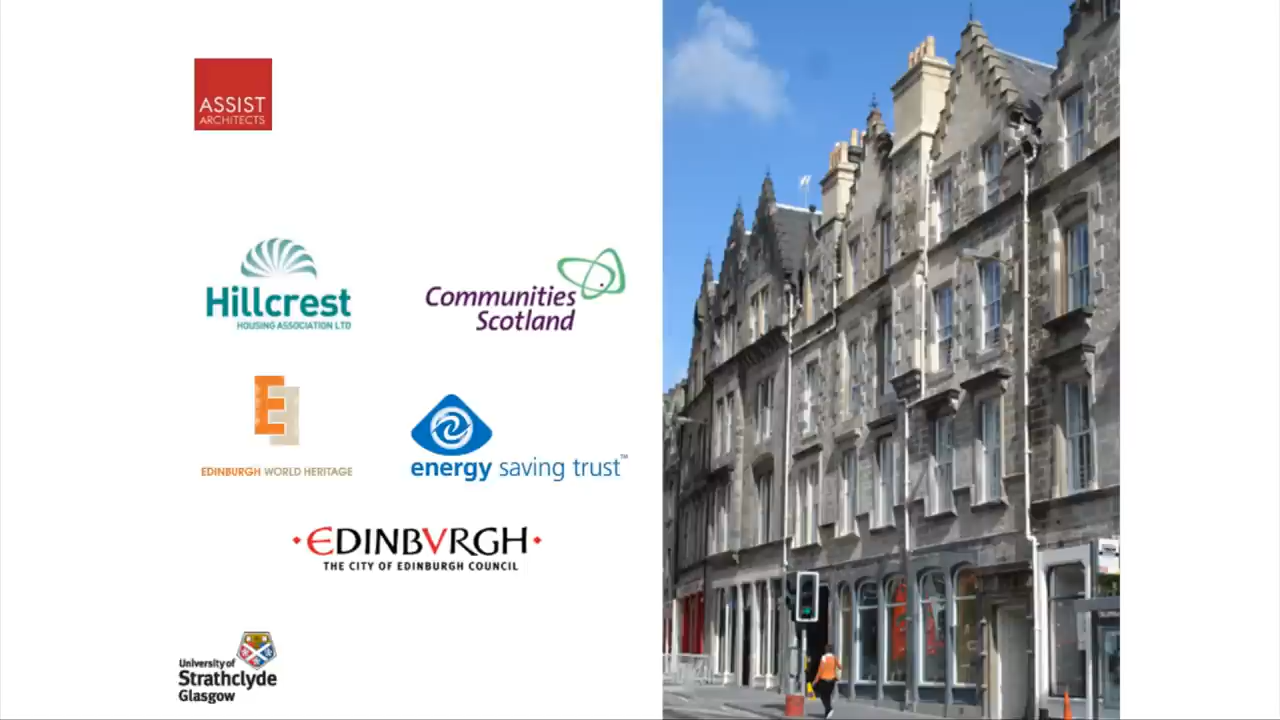 ASSIST
ARCHITECTS
Hillcrest
HOUSING ASSOCIATION LTD
Communities
Scotland
EDINBURGH WORLD HERITAGE
energy saving trust™
EDINBVRGH
THE CITY OF EDINBURGH COUNCIL
University of
Strathclyde
Glasgow